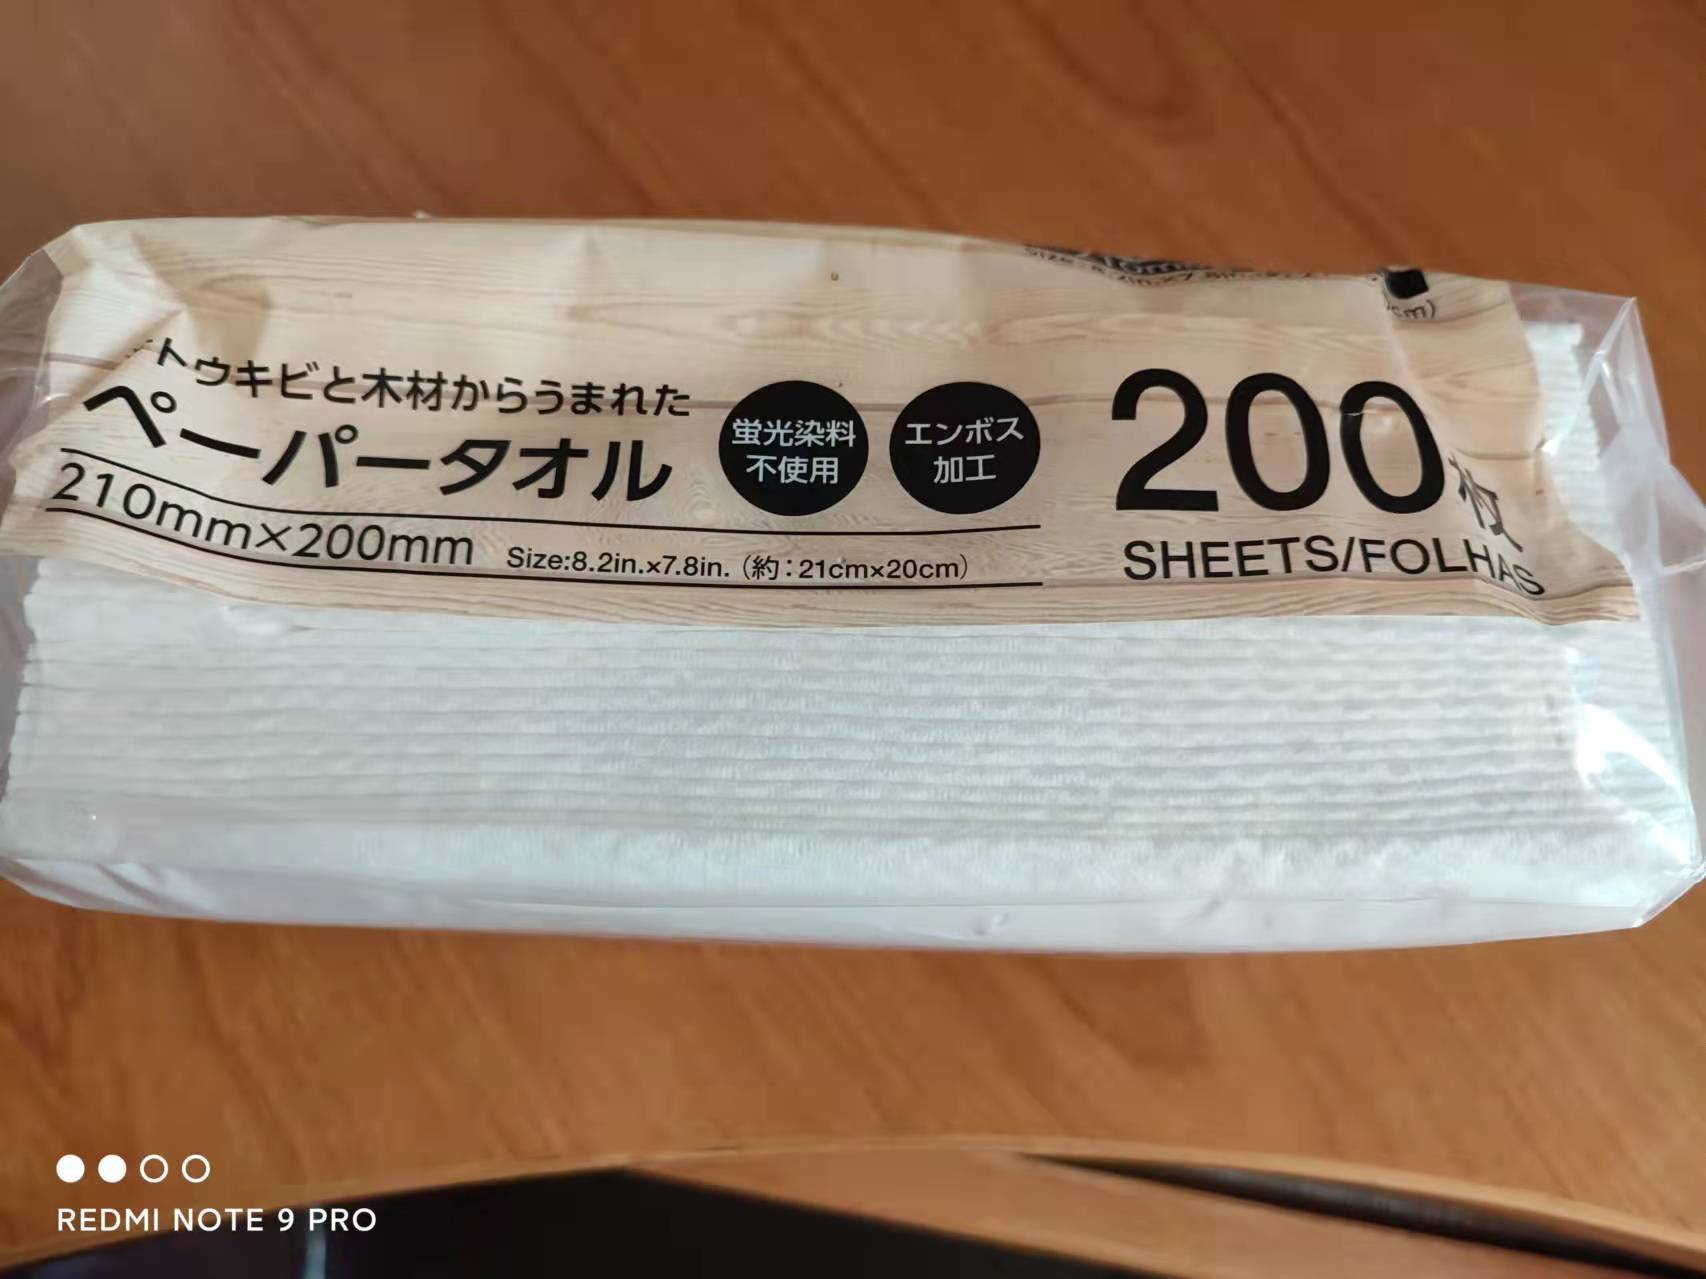 トウキビと木材からうまれた
ペーパータオル
210mm×200mm
Size:8.2in.×7.8in.（約：21cm×20cm）
蛍光染料
不使用
エンボス
加工
200枚
SHEETS/FOLHAS
cm)
REDMI NOTE 9 PRO